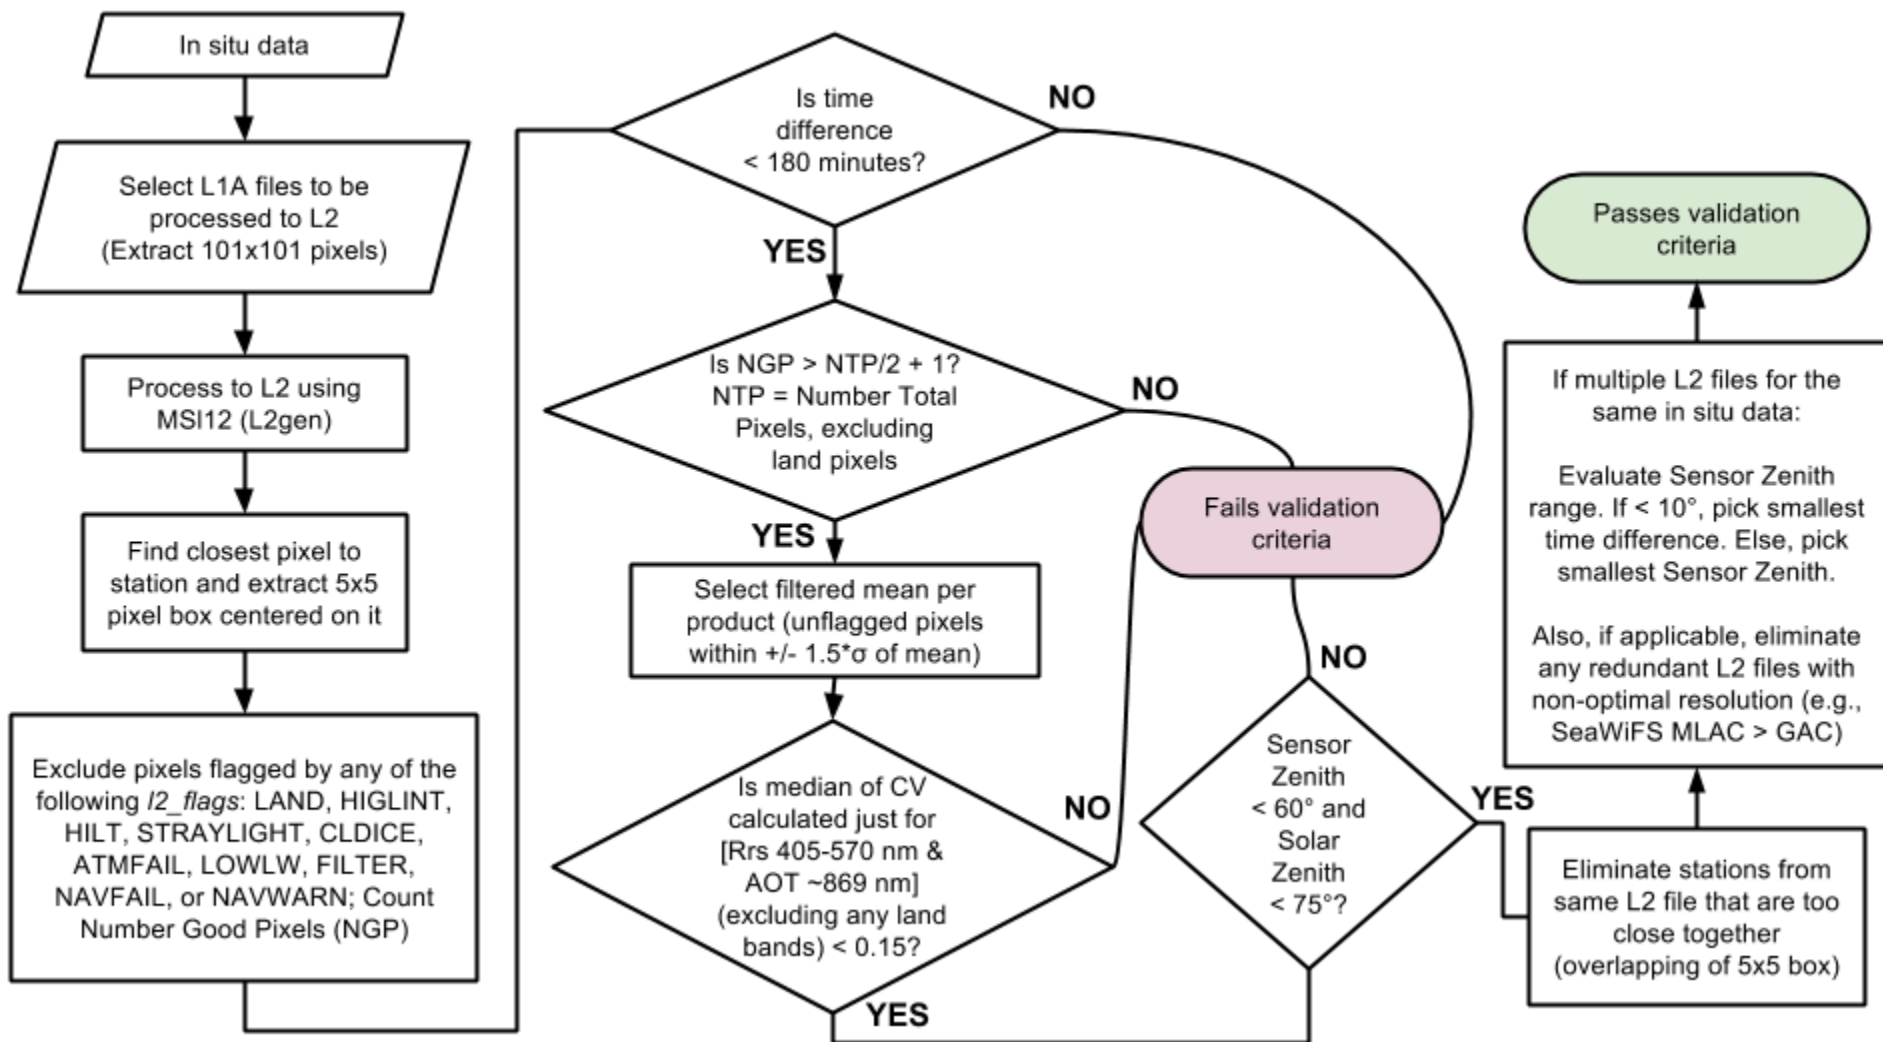 In situ data
Select L1A files to be
processed to L2
(Extract 101x101 pixels)
Process to L2 using
MSI12 (L2gen)
Find closest pixel to
station and extract 5x5
pixel box centered on it
Exclude pixels flagged by any of the
following l2_flags: LAND, HIGLINT,
HILT, STRAYLIGHT, CLDICE,
ATMFAIL, LOWLW, FILTER,
NAVFAIL, or NAVWARN; Count
Number Good Pixels (NGP)
Is time
difference
< 180 minutes?
NO
YES
Is NGP > NTP/2 + 1?
NTP = Number Total
Pixels, excluding
land pixels
NO
YES
Select filtered mean per
product (unflagged pixels
within +/- 1.5*σ of mean)
Is median of CV
calculated just for
[Rrs 405-570 nm &
AOT ~869 nm]
(excluding any land
bands) < 0.15?
NO
YES
Fails validation
criteria
NO
Sensor
Zenith
< 60° and
Solar
Zenith
< 75°?
YES
Eliminate stations from
same L2 file that are too
close together
(overlapping of 5x5 box)
If multiple L2 files for the
same in situ data:
Evaluate Sensor Zenith
range. If < 10°, pick smallest
time difference. Else, pick
smallest Sensor Zenith.
Also, if applicable, eliminate
any redundant L2 files with
non-optimal resolution (e.g.,
SeaWiFS MLAC > GAC)
Passes validation
criteria